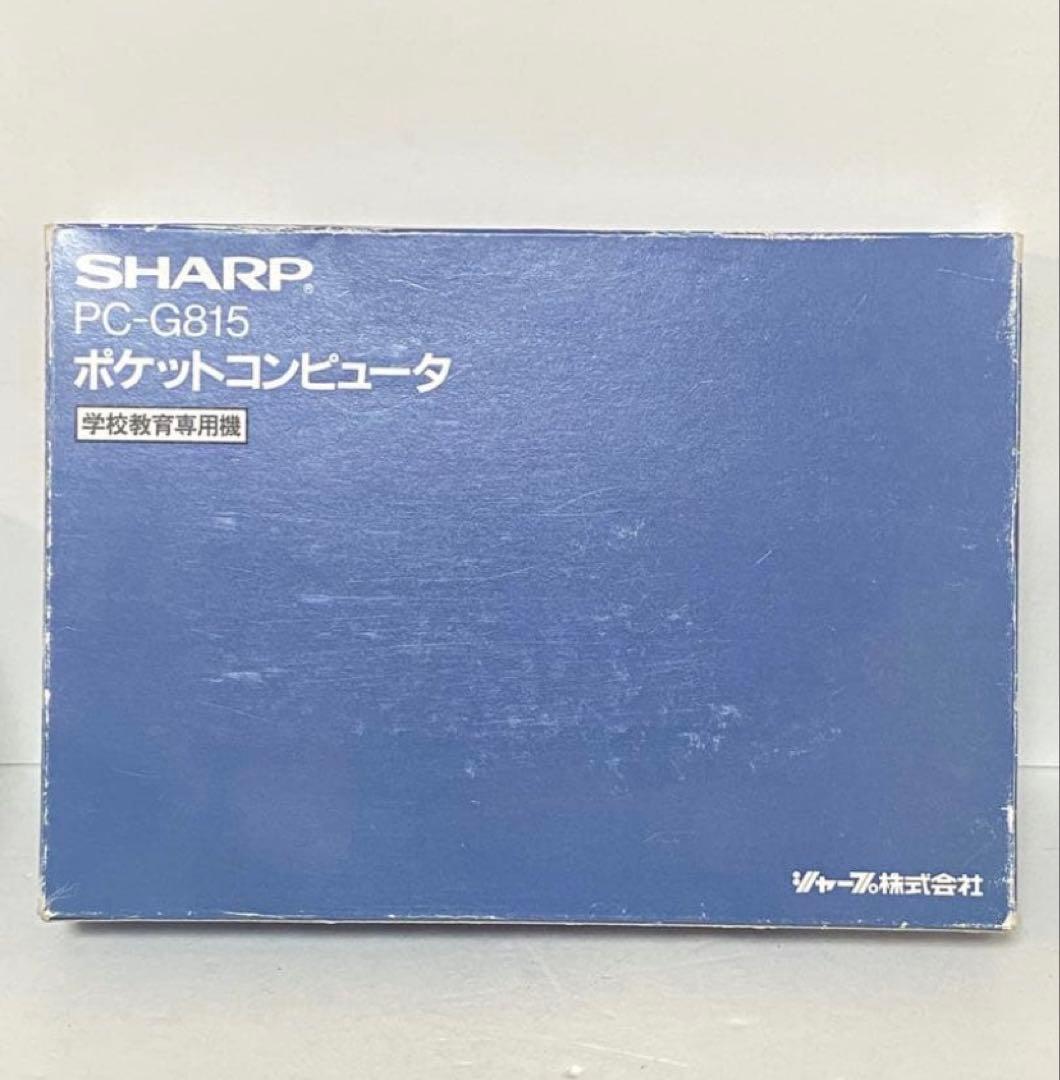 SHARP®
PC-G815
ポケットコンピュータ
学校教育専用機
シャープ株式会社